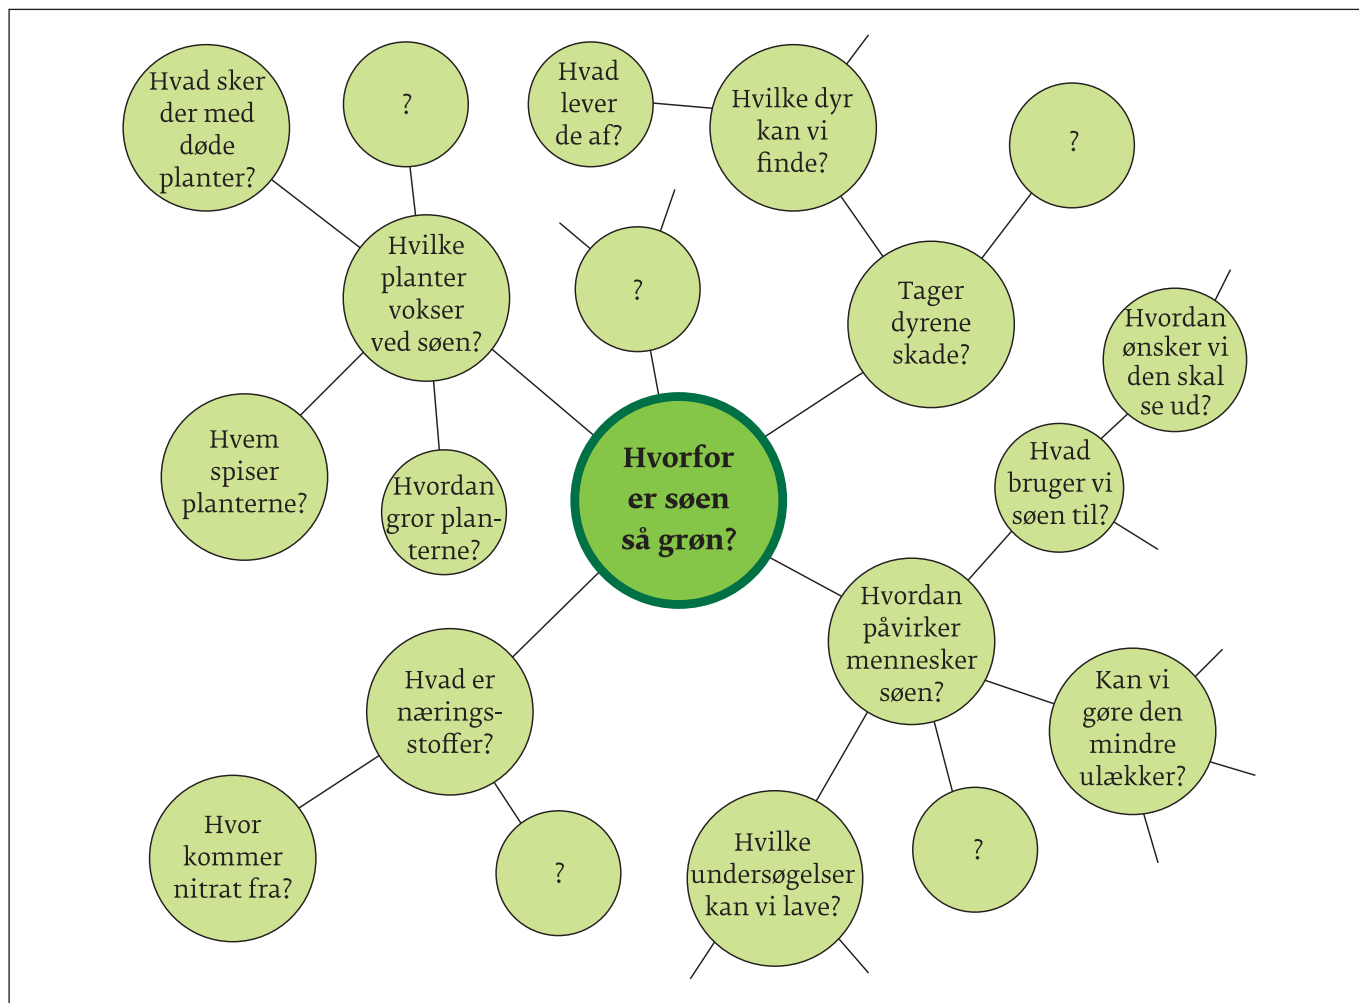 Hvad sker
der med
døde
planter?
?
Hvad
lever
de af?
Hvilke dyr
kan vi
finde?
?
Hvilke
planter
vokser
ved søen?
?
Tager
dyrene
skade?
Hvordan
ønsker vi
den skal
se ud?
Hvem
spiser
planterne?
Hvordan
gror plan-
terne?
Hvorfor
er søen
så grøn?
Hvad
bruger vi
søen til?
Hvordan
påvirker
mennesker
søen?
Hvad er
nærings-
stoffer?
Kan vi
gøre den
mindre
ulækker?
Hvor
kommer
nitrat fra?
?
Hvilke
undersøgelser
kan vi lave?
?